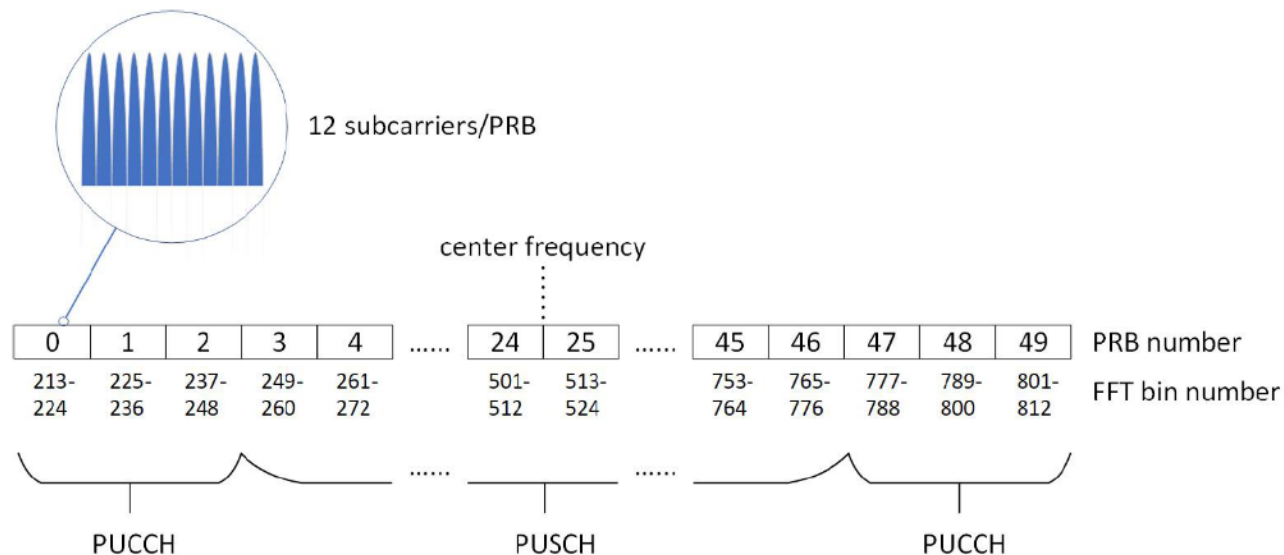 12 subcarriers/PRB
center frequency
0 1 2 3 4 ...... 24 25 ...... 45 46 47 48 49 PRB number
213- 225- 237- 249- 261- 501- 513- 753- 765- 777- 789- 801- FFT bin number
224 236 248 260 272 512 524 764 776 788 800 812
...... ......
PUCCH PUSCH PUCCH